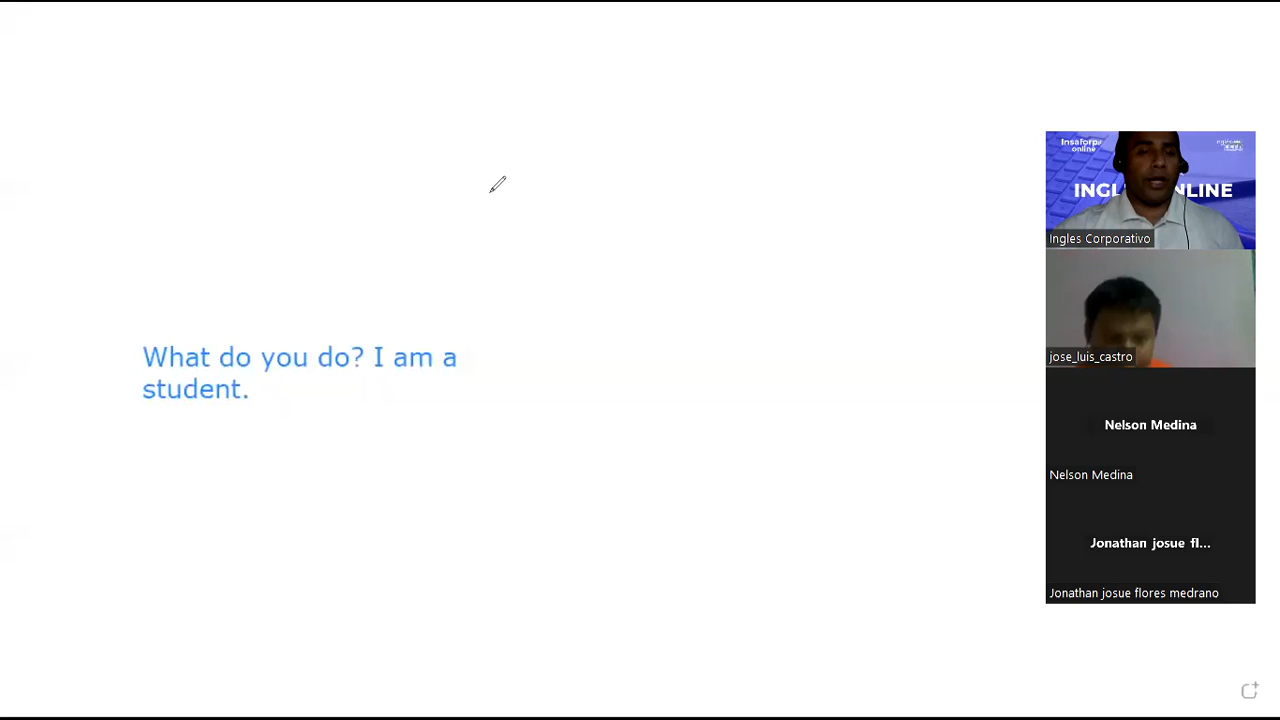 What do you do? I am a
student.
Insaforp
online
INGL
NLINE
Ingles Corporativo
jose_luis_castro
Nelson Medina
Nelson Medina
Jonathan josue fl...
Jonathan josue flores medrano